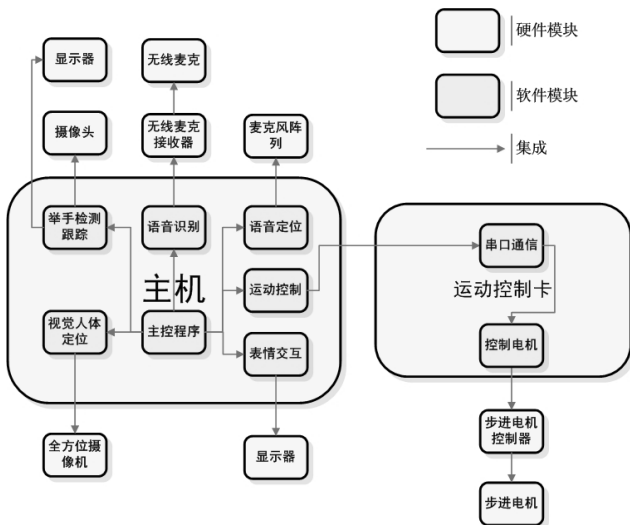 显示器
无线麦克
硬件模块
摄像头
无线麦克
接收器
麦克风阵
列
软件模块
集成
举手检测
跟踪
语音识别
语音定位
串口通信
主机
运动控制
运动控制卡
视觉人体
定位
主控程序
表情交互
控制电机
全方位摄
像机
显示器
步进电机
控制器
步进电机